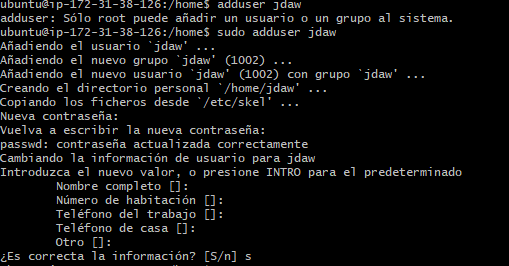 ubuntu@ip-172-31-38-126:/home$ adduser jdaw
adduser: Sólo root puede añadir un usuario o un grupo al sistema.
ubuntu@ip-172-31-38-126:/home$ sudo adduser jdaw
Añadiendo el usuario `jdaw' ...
Añadiendo el nuevo grupo `jdaw' (1002) ...
Añadiendo el nuevo usuario `jdaw' (1002) con grupo `jdaw' ...
Creando el directorio personal `/home/jdaw' ...
Copiando los ficheros desde `/etc/skel' ...
Nueva contraseña:
Vuelva a escribir la nueva contraseña:
passwd: contraseña actualizada correctamente
Cambiando la información de usuario para jdaw
Introduzca el nuevo valor, o presione INTRO para el predeterminado
Nombre completo []:
Número de habitación []:
Teléfono del trabajo []:
Teléfono de casa []:
Otro []:
¿Es correcta la información? [S/n] s